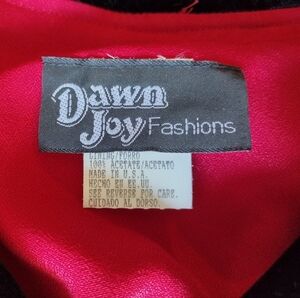 Dawn
Joy Fashions
LINING/FORRO
100% ACETATE/ACETATO
MADE IN U.S.A.
HECHO EN EE.UU.
SEE REVERSE FOR CARE.
CUIDADO AL DORSO.